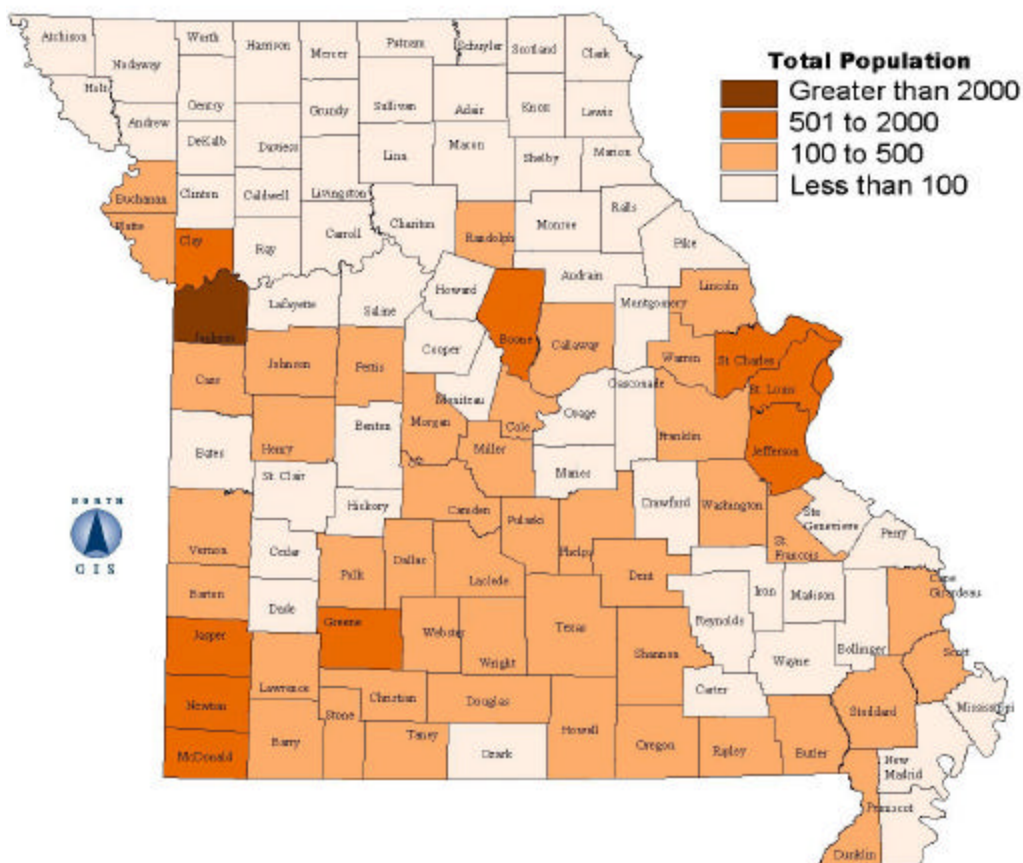 Total Population
Greater than 2000
501 to 2000
100 to 500
Less than 100
Atchison
Nodaway
Worth
Harrison
Mercer
Putnam
Schuyler
Scotland
Clark
Holt
Andrew
Gentry
DeKalb
Daviess
Grundy
Sullivan
Adair
Knox
Lewis
Linn
Macon
Shelby
Marion
Buchanan
Clinton
Caldwell
Livingston
Chariton
Randolph
Monroe
Ralls
Pike
Platte
Clay
Ray
Carroll
Audrain
Lincoln
Jackson
Lafayette
Saline
Howard
Boone
Callaway
Montgomery
Warren
St. Charles
St. Louis
Cass
Johnson
Pettis
Cooper
Moniteau
Cole
Osage
Gasconade
Franklin
Jefferson
Bates
Henry
Benton
Morgan
Miller
Maries
St. Clair
Hickory
Camden
Pulaski
Phelps
Crawford
Washington
St.
Francois
Ste
Genevieve
Perry
NORTH
GIS
Vernon
Cedar
Polk
Dallas
Laclede
Dent
Iron
Madison
Cape
Girardeau
Barton
Dade
Greene
Webster
Wright
Texas
Shannon
Reynolds
Wayne
Bollinger
Scott
Jasper
Newton
McDonald
Lawrence
Christian
Douglas
Howell
Carter
Stoddard
Mississippi
Barry
Stone
Taney
Ozark
Oregon
Ripley
Butler
New
Madrid
Pemiscot
Dunklin